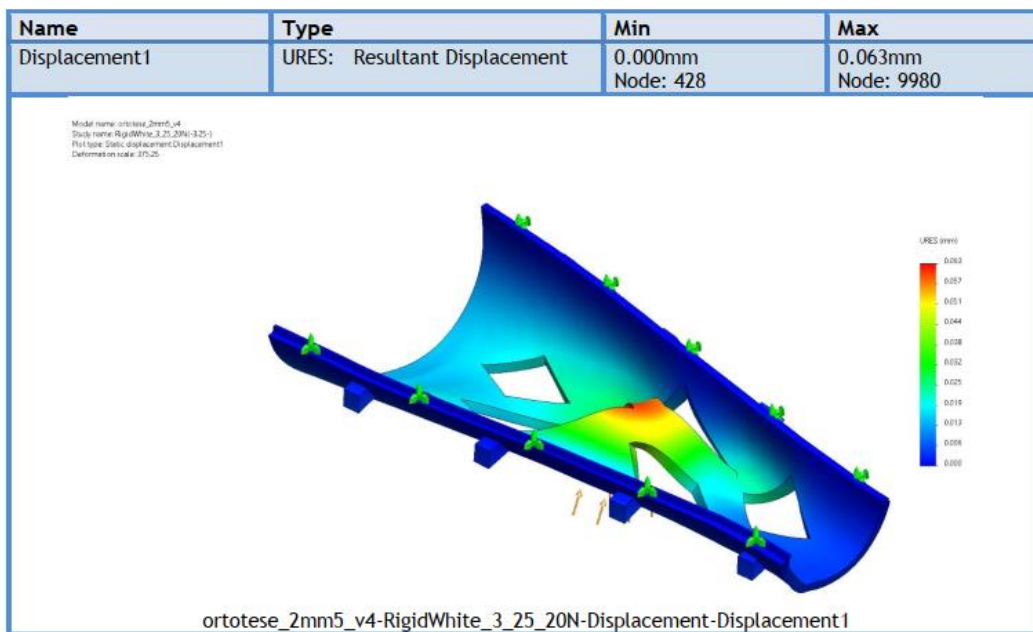 Name Type Min Max
Displacement1 URES: Resultant Displacement 0.000mm 0.063mm
Node: 428 Node: 9980
Model name: ortotese_2mm5_v4
Study name: RigidWhite_3_25_20N(-3.25-)
Plot type: Static displacement Displacement1
Deformation scale: 375.25
URES (mm)
0.063
0.057
0.051
0.044
0.038
0.032
0.025
0.019
0.013
0.006
0.000
ortotese_2mm5_v4-RigidWhite_3_25_20N-Displacement-Displacement1